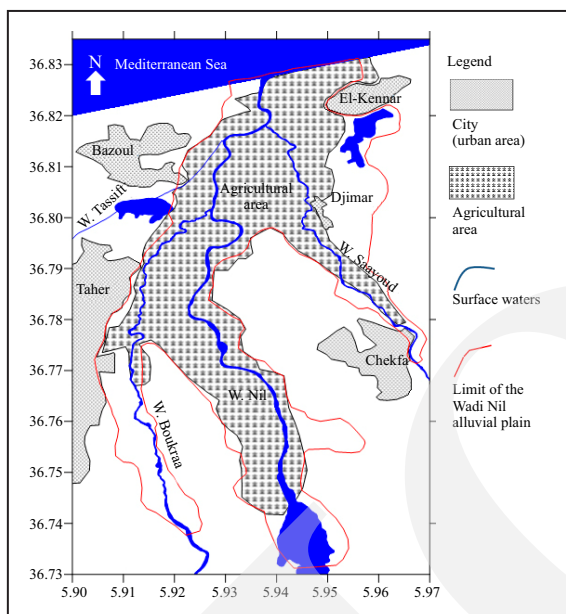 36.83
36.82
36.81
36.80
36.79
36.78
36.77
36.76
36.75
36.74
36.73
5.90
5.91
5.92
5.93
5.94
5.95
5.96
5.97
N
Mediterranean Sea
El-Kennar
Bazoul
W. Tassift
Agricultural
area
Djimar
W. Saayoud
Taher
Chekfa
W. Nil
W. Boukraa
Legend
City
(urban area)
Agricultural
area
Surface waters
Limit of the
Wadi Nil
alluvial plain